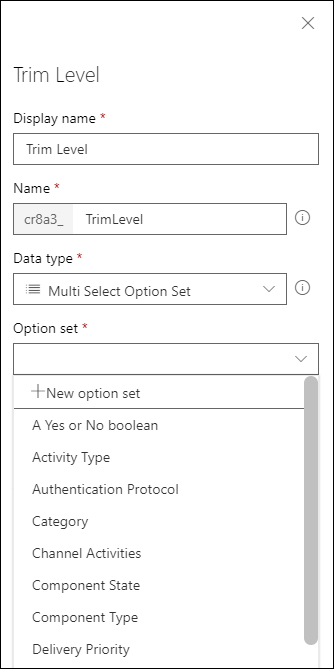 Trim Level
Display name *
Trim Level
Name *
cr8a3_ TrimLevel
Data type *
Multi Select Option Set
Option set *
+New option set
A Yes or No boolean
Activity Type
Authentication Protocol
Category
Channel Activities
Component State
Component Type
Delivery Priority